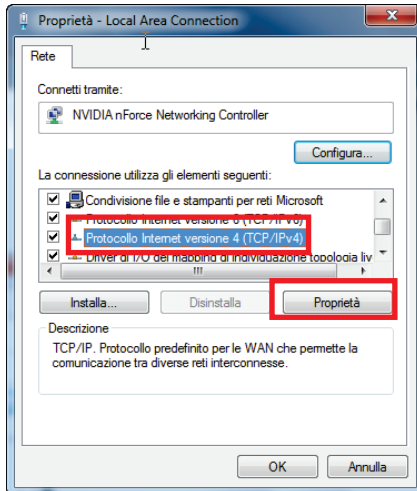 Proprietà - Local Area Connection
Rete
Connetti tramite:
NVIDIA nForce Networking Controller
Configura...
La connessione utilizza gli elementi seguenti:
Condivisione file e stampanti per reti Microsoft
Protocollo Internet versione 6 (TCP/IPv6)
Protocollo Internet versione 4 (TCP/IPv4)
Driver di I/O del mapping di individuazione topologia liv
Installa...
Disinstalla
Proprietà
Descrizione
TCP/IP. Protocollo predefinito per le WAN che permette la
comunicazione tra diverse reti interconnesse.
OK
Annulla